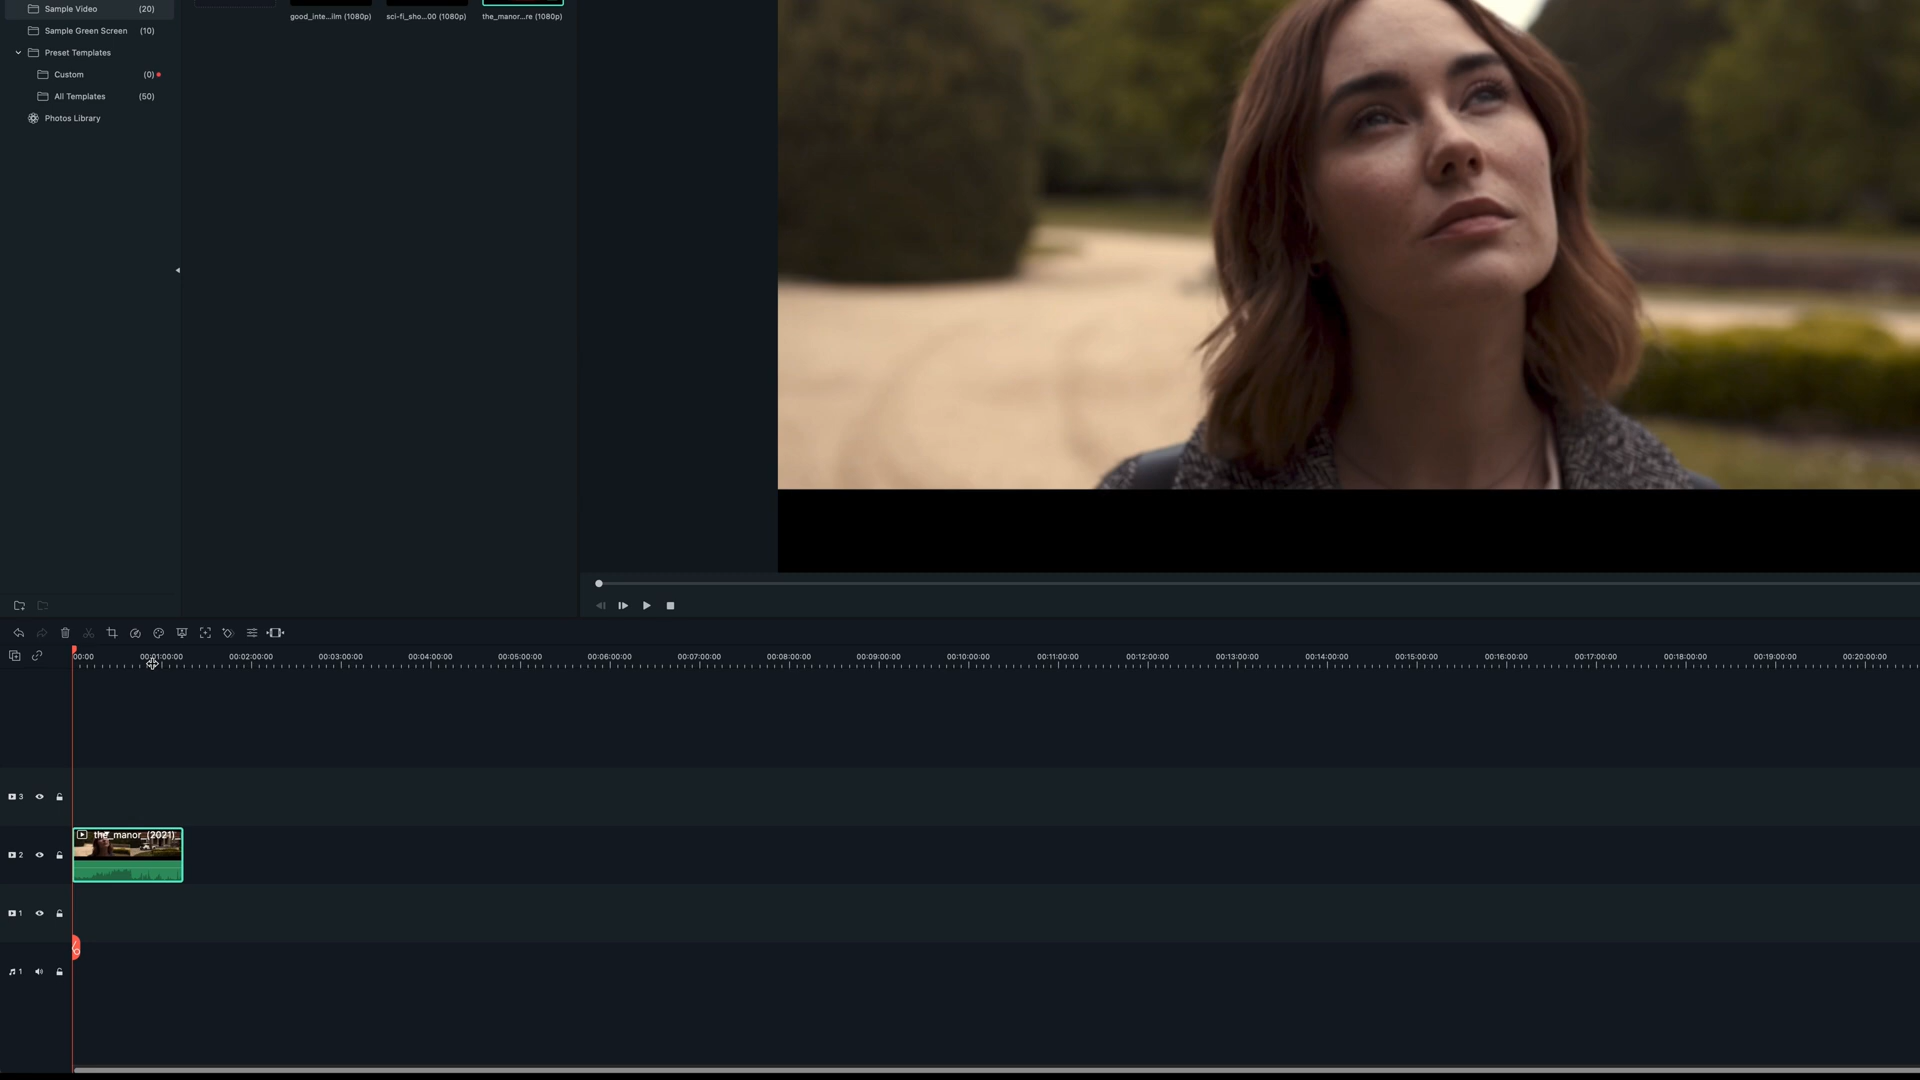 Sample Video (20)
good_inte...ilm (1080p) sci-fi_sho...00 (1080p) the_manor...re (1080p)
Sample Green Screen (10)
Preset Templates
Custom (0)
All Templates (50)
Photos Library
00:00 00:01:00:00 00:02:00:00 00:03:00:00 00:04:00:00 00:05:00:00 00:06:00:00 00:07:00:00 00:08:00:00 00:09:00:00 00:10:00:00 00:11:00:00 00:12:00:00 00:13:00:00 00:14:00:00 00:15:00:00 00:16:00:00 00:17:00:00 00:18:00:00 00:19:00:00 00:20:00:00
3
the_manor_(2021)_
2
1
1